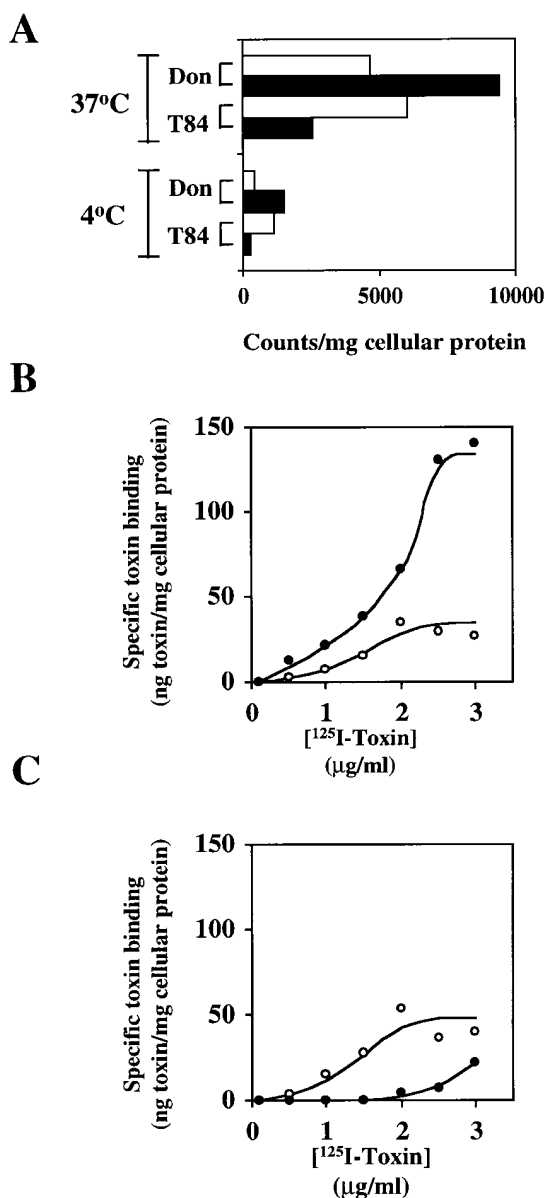 A
37°C
Don
T84
4°C
Don
T84
0 5000 10000
Counts/mg cellular protein
B
Specific toxin binding
(ng toxin/mg cellular protein)
150
100
50
0
0 1 2 3
[¹²⁵I-Toxin]
(µg/ml)
C
Specific toxin binding
(ng toxin/mg cellular protein)
150
100
50
0
0 1 2 3
[¹²⁵I-Toxin]
(µg/ml)